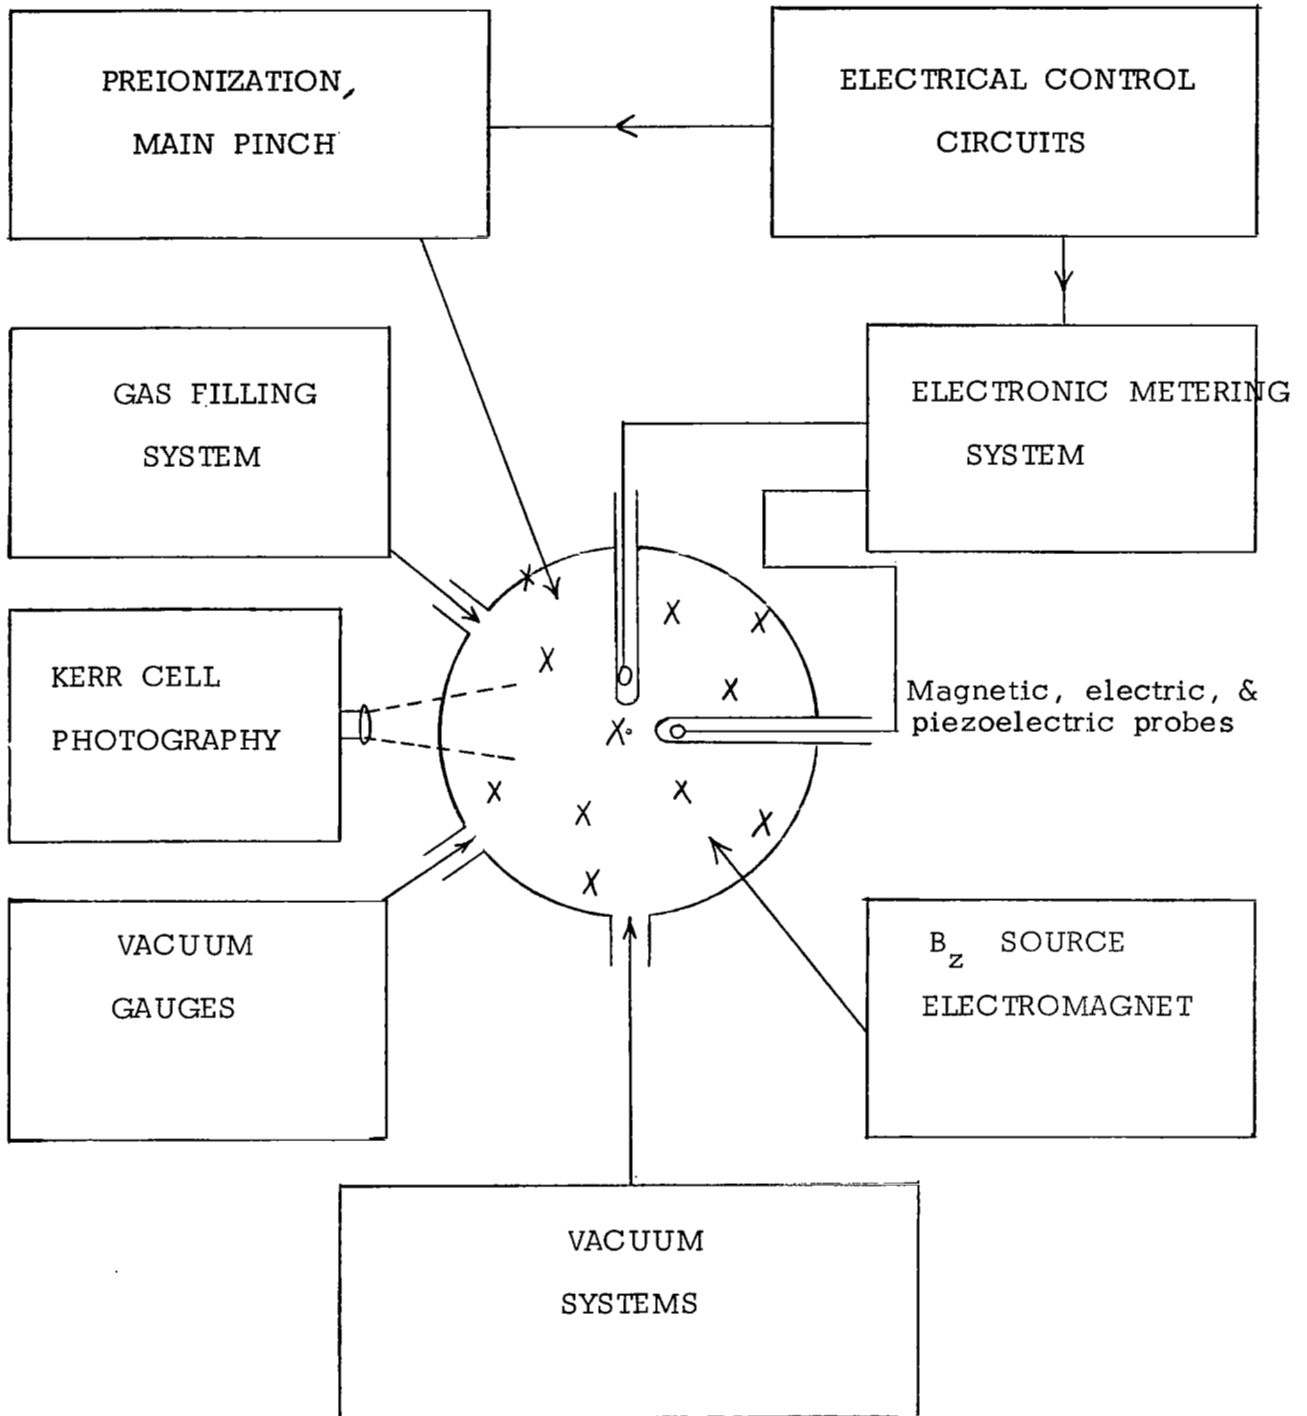 PREIONIZATION,
MAIN PINCH
ELECTRICAL CONTROL
CIRCUITS
GAS FILLING
SYSTEM
ELECTRONIC METERING
SYSTEM
KERR CELL
PHOTOGRAPHY
Magnetic, electric, &
piezoelectric probes
X
X
X
X
X
X
X
X
X
X
X
VACUUM
GAUGES
B_z SOURCE
ELECTROMAGNET
VACUUM
SYSTEMS